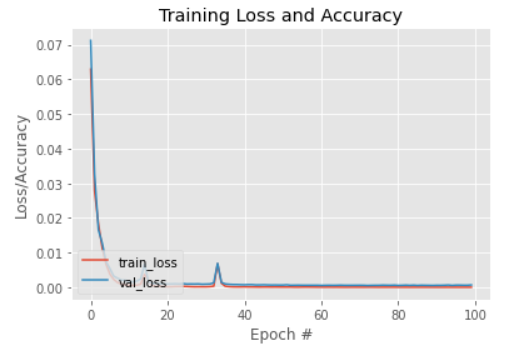 Training Loss and Accuracy
Loss/Accuracy
0.07
0.06
0.05
0.04
0.03
0.02
0.01
0.00
train_loss
val_loss
0 20 40 60 80 100
Epoch #